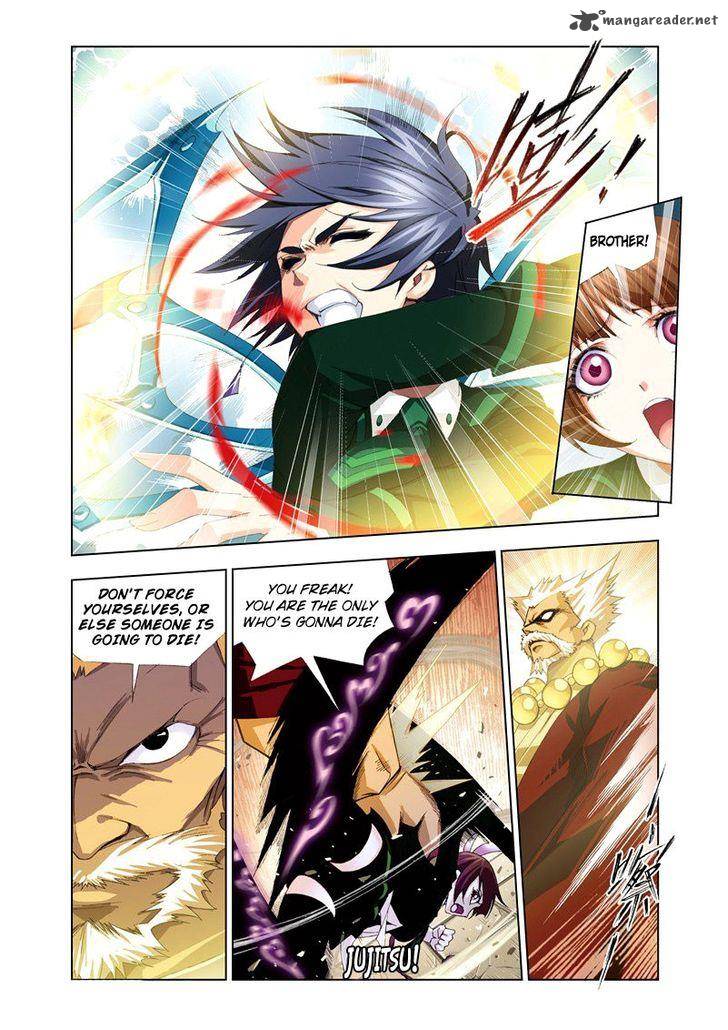 mangareader.net
BROTHER!
DON'T FORCE
YOURSELVES, OR
ELSE SOMEONE IS
GOING TO DIE!
YOU FREAK!
YOU ARE THE ONLY
WHO'S GONNA DIE!
JUJITSU!